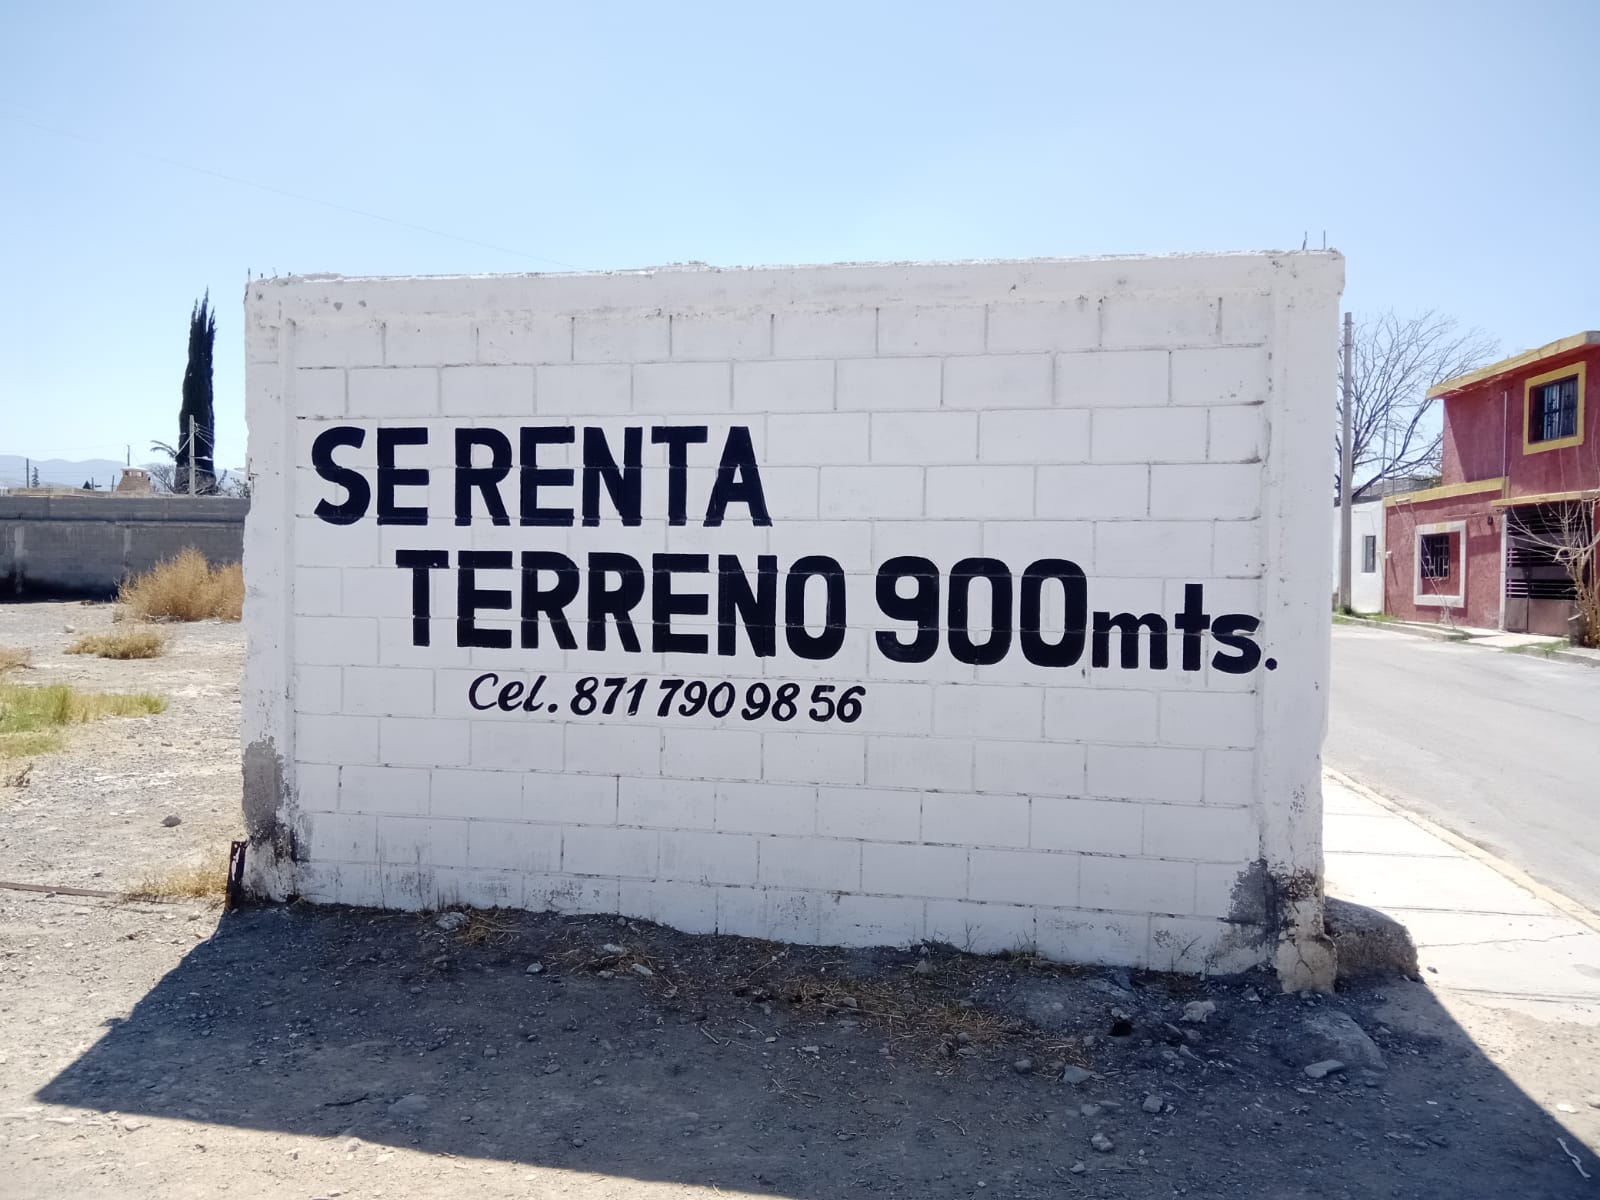 SE RENTA
TERRENO 900mts.
Cel. 871 790 98 56